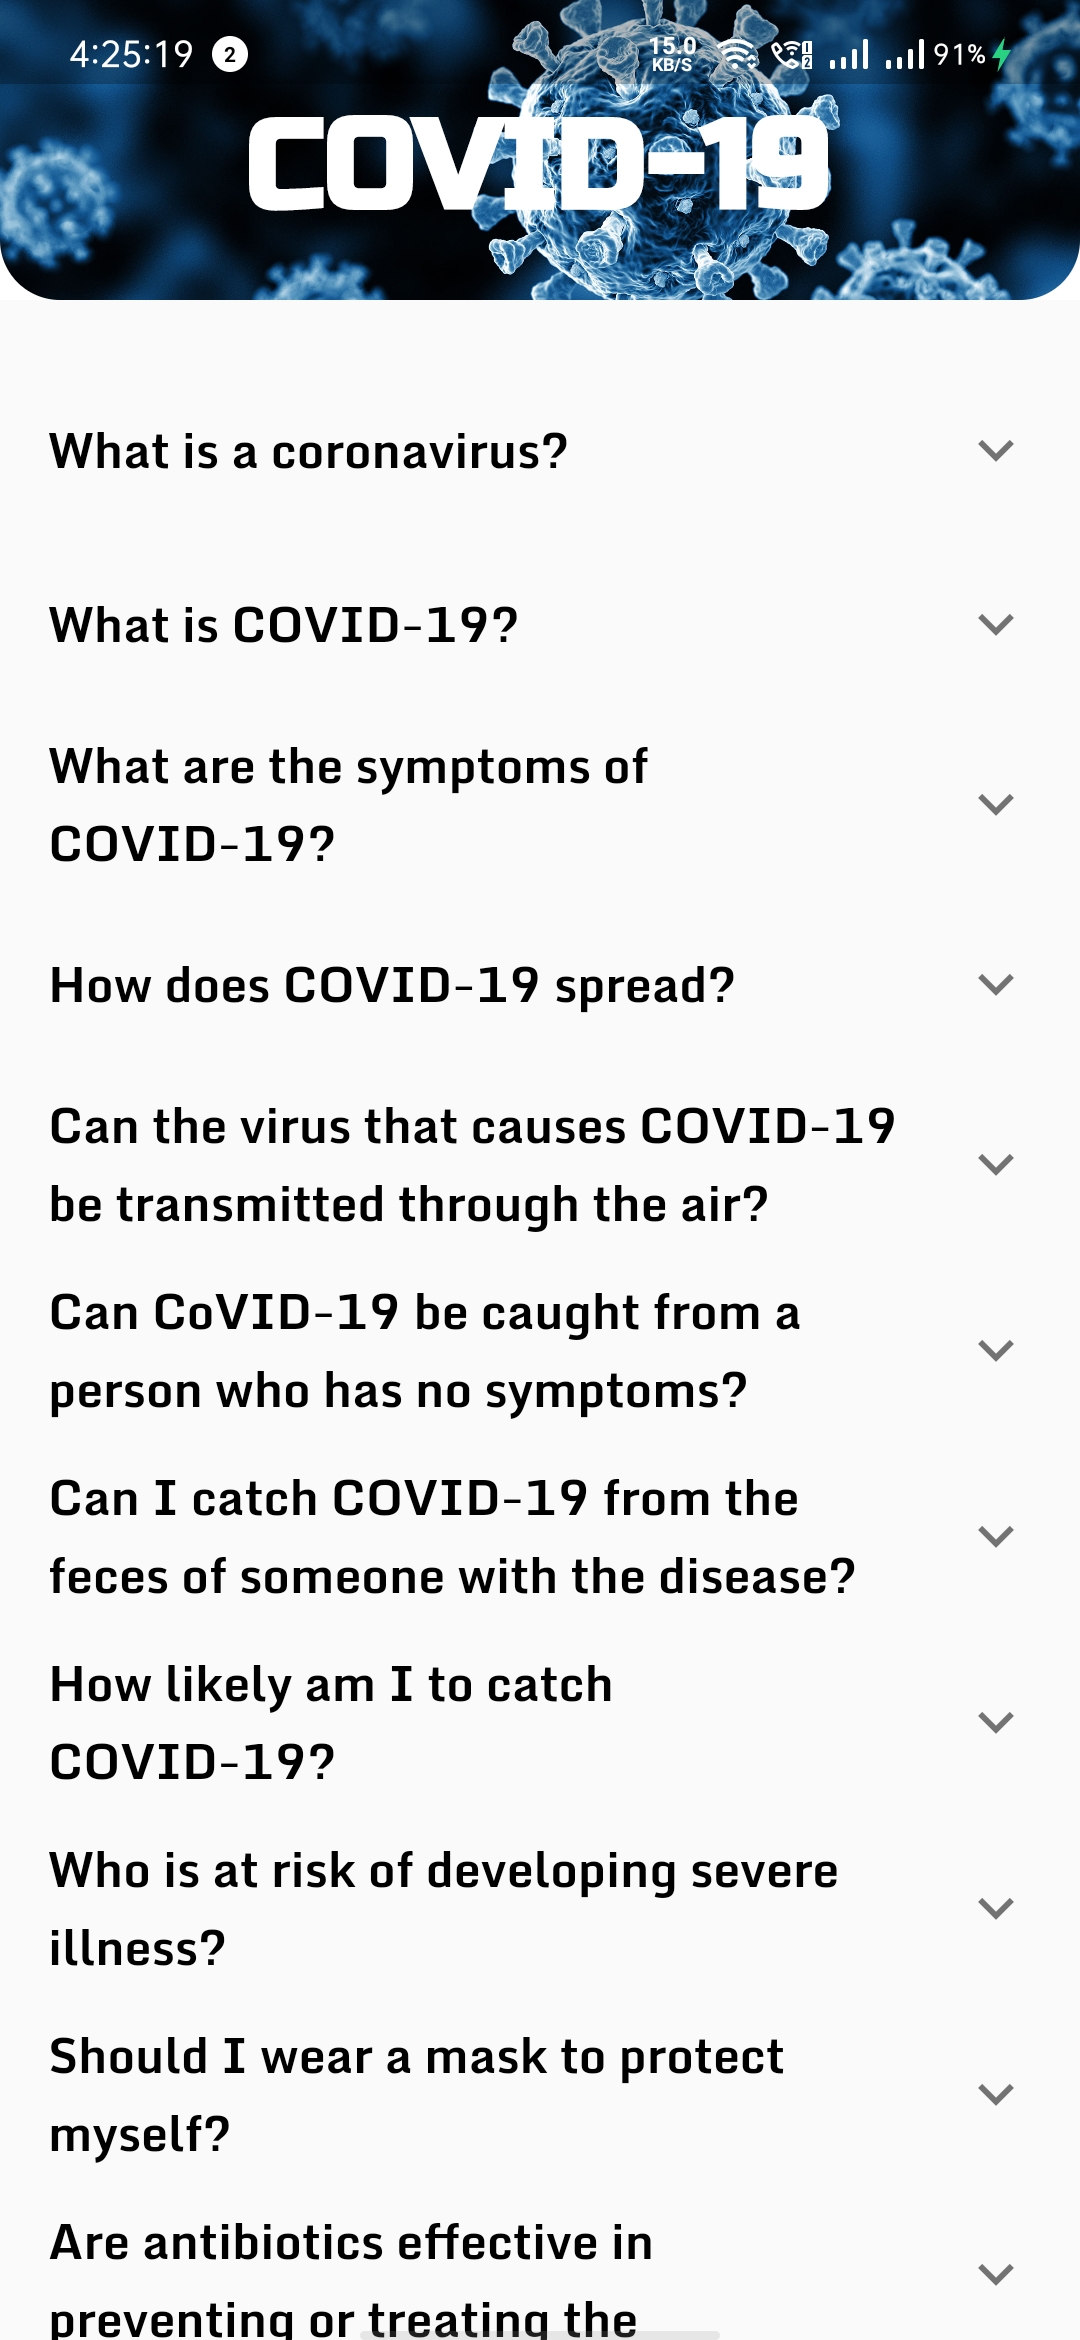 4:25:19 2 15.0 KB/S 91%
COVID-19
What is a coronavirus?
What is COVID-19?
What are the symptoms of
COVID-19?
How does COVID-19 spread?
Can the virus that causes COVID-19
be transmitted through the air?
Can CoVID-19 be caught from a
person who has no symptoms?
Can I catch COVID-19 from the
feces of someone with the disease?
How likely am I to catch
COVID-19?
Who is at risk of developing severe
illness?
Should I wear a mask to protect
myself?
Are antibiotics effective in
preventing or treating the